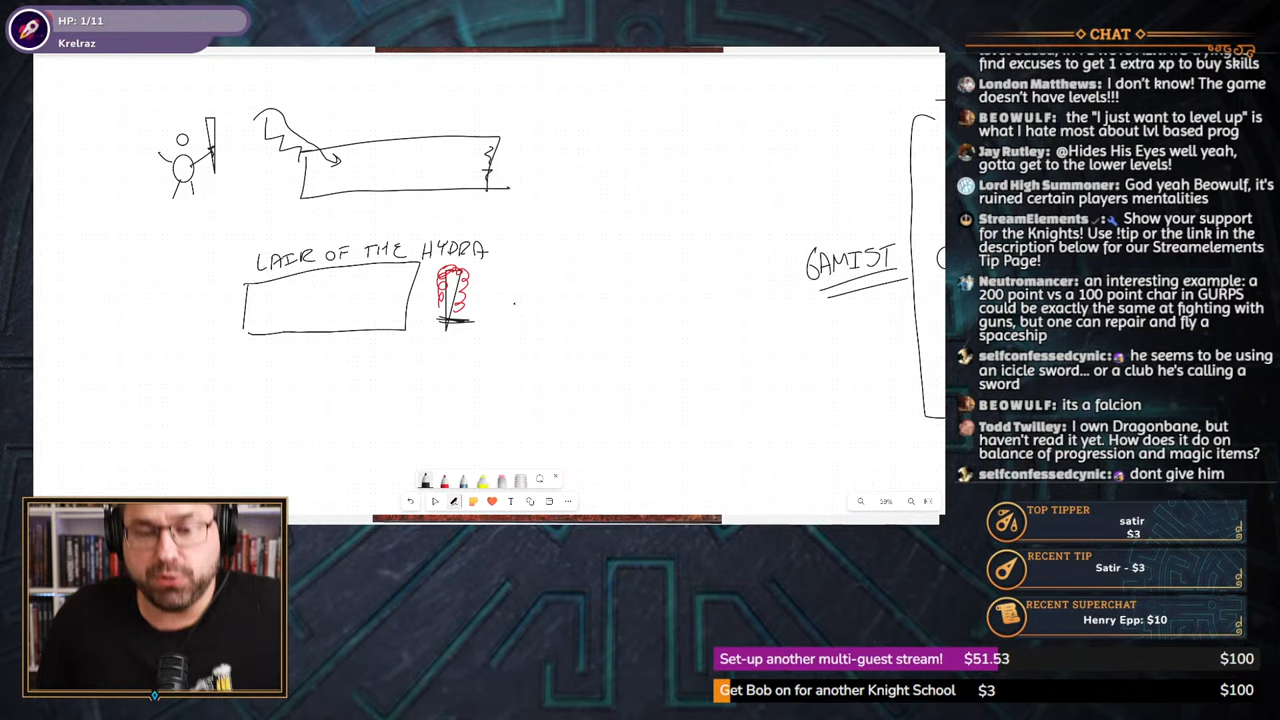 HP: 1/11
Krelraz
LAIR OF THE HYDRA
GAMIST
59%
T
CHAT
find excuses to get 1 extra xp to buy skills
London Matthews: I don't know! The game
doesn't have levels!!!
BEOWULF: the "I just want to level up" is
what I hate most about lvl based prog
Jay Rutley: @Hides His Eyes well yeah,
gotta get to the lower levels!
Lord High Summoner: God yeah Beowulf, it's
ruined certain players mentalities
StreamElements: Show your support
for the Knights! Use !tip or the link in the
description below for our Streamelements
Tip Page!
Neutromancer: an interesting example: a
200 point vs a 100 point char in GURPS
could be exactly the same at fighting with
guns, but one can repair and fly a
spaceship
selfconfessedcynic: he seems to be using
an icicle sword... or a club he's calling a
sword
BEOWULF: its a falcion
Todd Twilley: I own Dragonbane, but
haven't read it yet. How does it do on
balance of progression and magic items?
selfconfessedcynic: dont give him
TOP TIPPER
satir
$3
RECENT TIP
Satir - $3
RECENT SUPERCHAT
Henry Epp: $10
Set-up another multi-guest stream! $51.53 $100
Get Bob on for another Knight School $3 $100